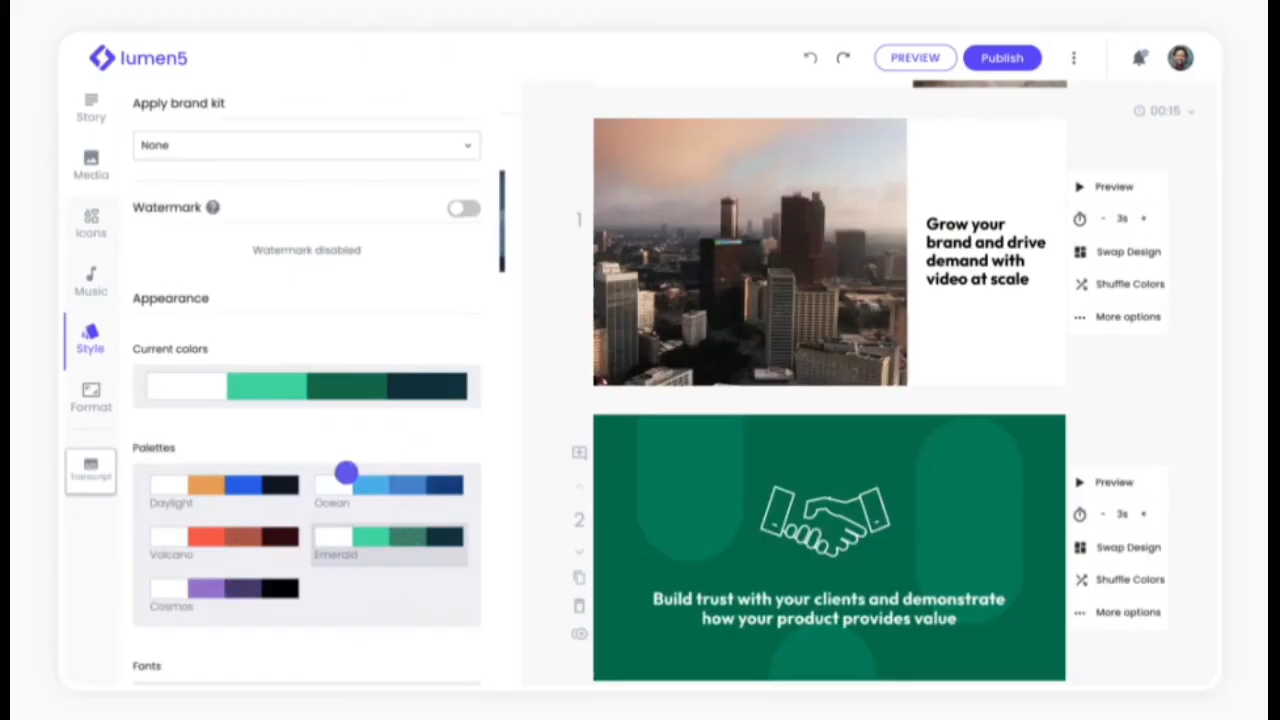 lumen5
PREVIEW
Publish
Story
Media
Icons
Music
Style
Format
Transcript
Apply brand kit
None
Watermark
Watermark disabled
Appearance
Current colors
Palettes
Daylight
Ocean
Volcano
Emerald
Cosmos
Fonts
00:15
1
Grow your
brand and drive
demand with
video at scale
Preview
- 3s +
Swap Design
Shuffle Colors
More options
2
Build trust with your clients and demonstrate
how your product provides value
Preview
- 3s +
Swap Design
Shuffle Colors
More options